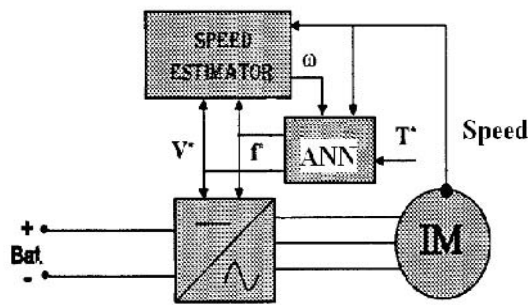 SPEED
ESTIMATOR
ω
V*
f*
ANN
T*
Speed
+
Bat.
-
IM